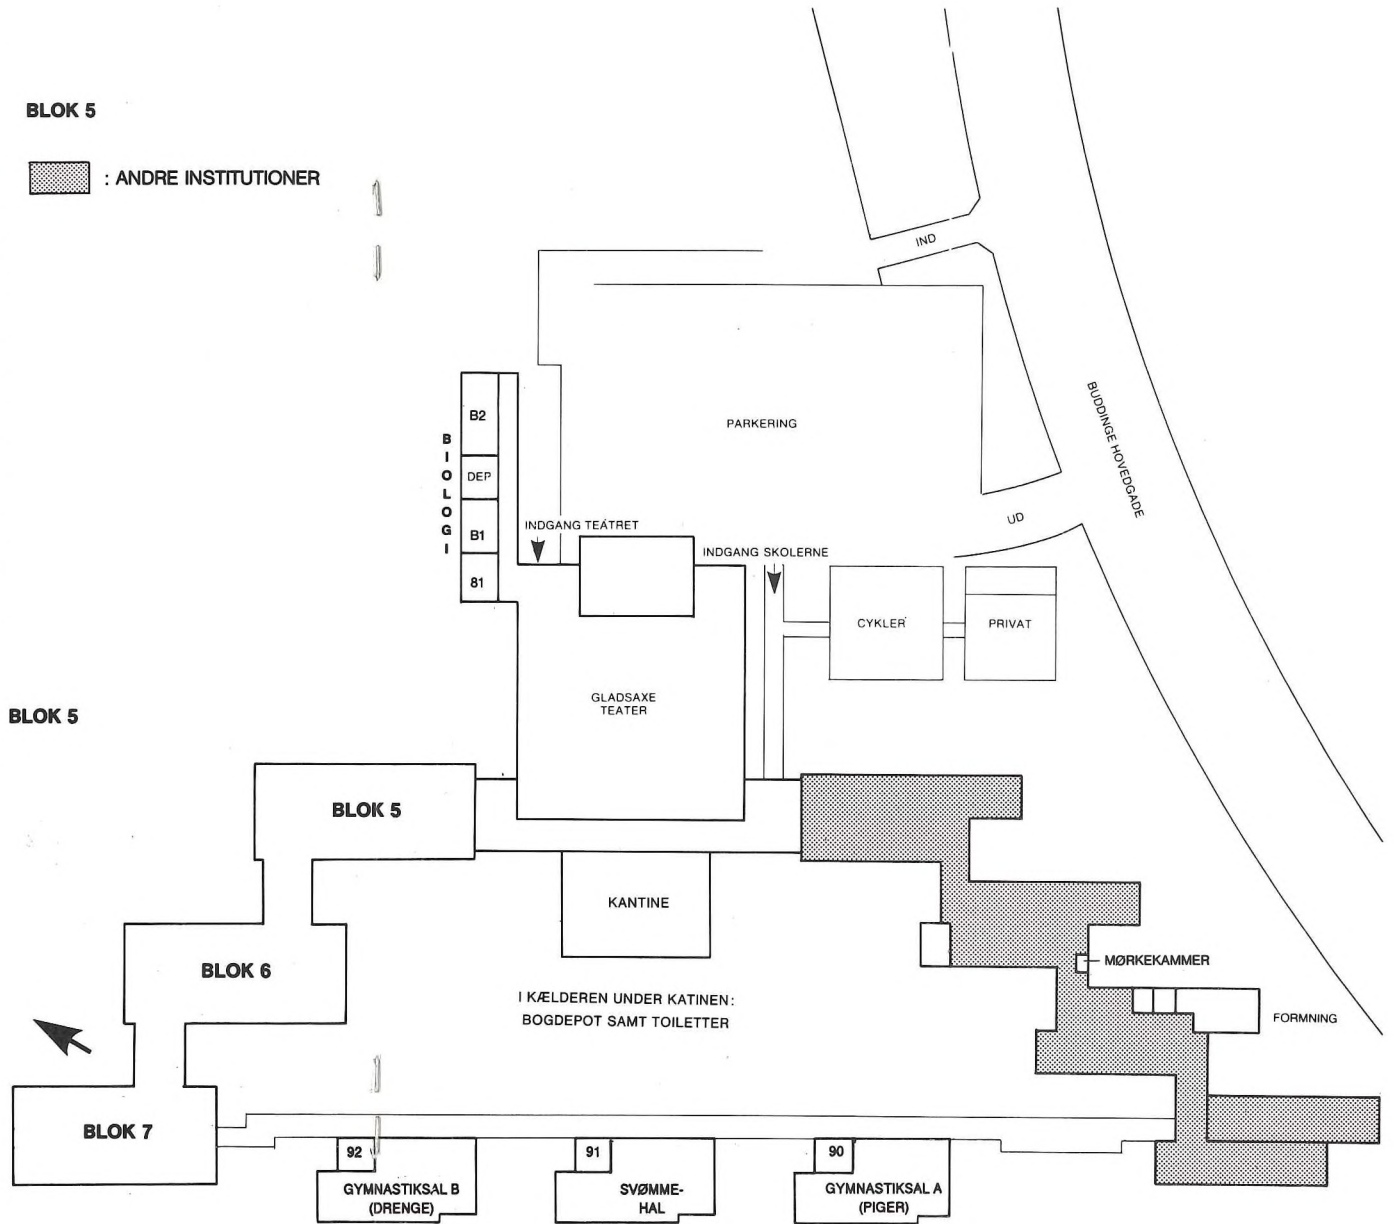 BLOK 5
: ANDRE INSTITUTIONER
IND
BUDDINGE HOVEDGADE
PARKERING
B2
BIOLOGI
DEP
B1
81
UD
INDGANG TEATRET
INDGANG SKOLERNE
CYKLER
PRIVAT
GLADSAXE
TEATER
BLOK 5
BLOK 5
KANTINE
BLOK 6
MØRKEKAMMER
I KÆLDEREN UNDER KATINEN:
BOGDEPOT SAMT TOILETTER
FORMNING
BLOK 7
92
91
90
GYMNASTIKSAL B
(DRENGE)
SVØMME-
HAL
GYMNASTIKSAL A
(PIGER)